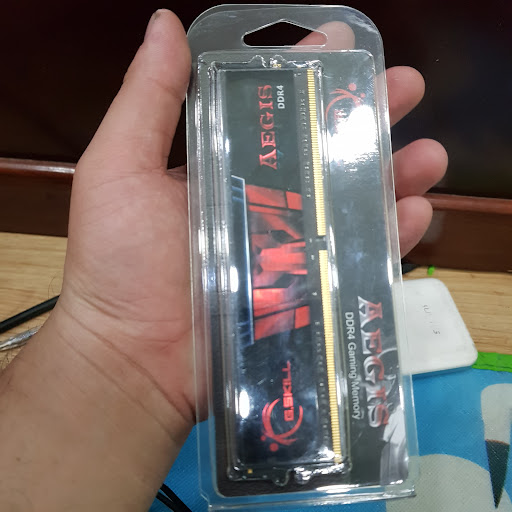 AEGIS
DDR4
G.SKILL
AEGIS
DDR4 Gaming Memory